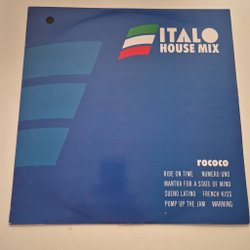 ITALO
HOUSE MIX
rococo
RIDE ON TIME NUMERO UNO
MANTRA FOR A STATE OF MIND
SUENO LATINO FRENCH KISS
PUMP UP THE JAM WARNING